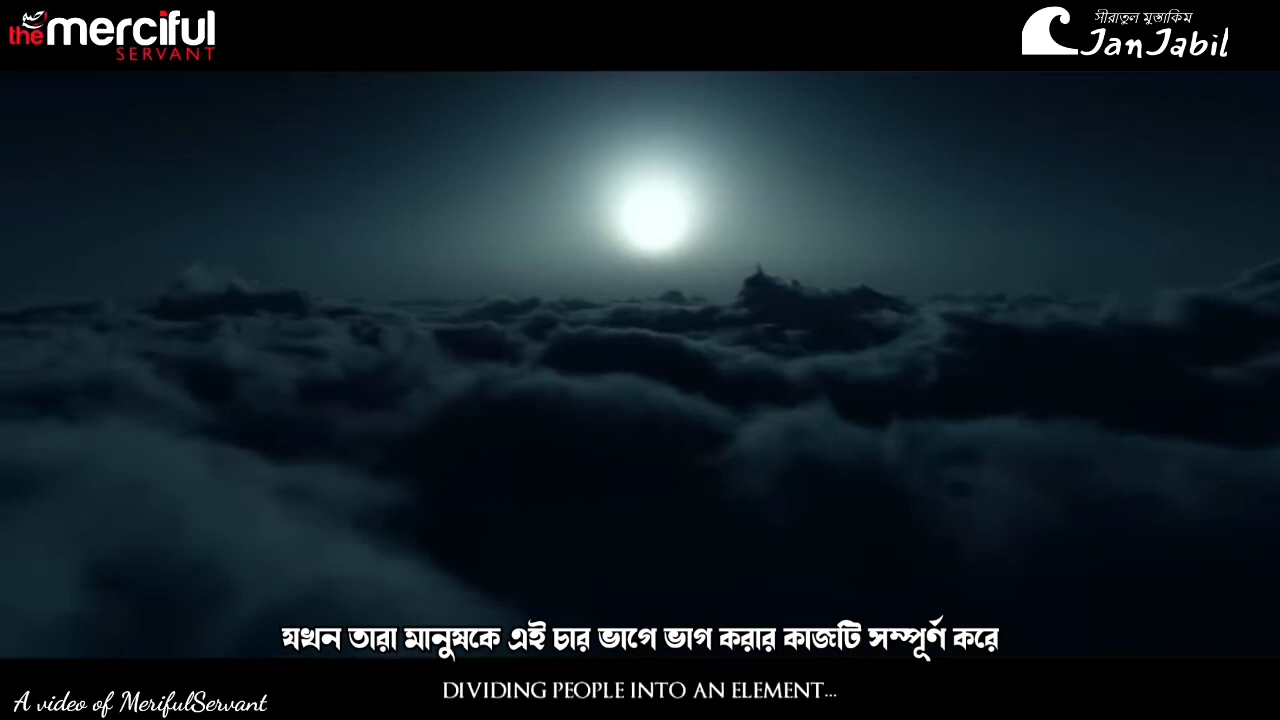 the merciful
SERVANT
সীরাতুল মুস্তাকিম
JanJabil
যখন তারা মানুষকে এই চার ভাগে ভাগ করার কাজটি সম্পূর্ণ করে
DIVIDING PEOPLE INTO AN ELEMENT...
A video of MerifulServant